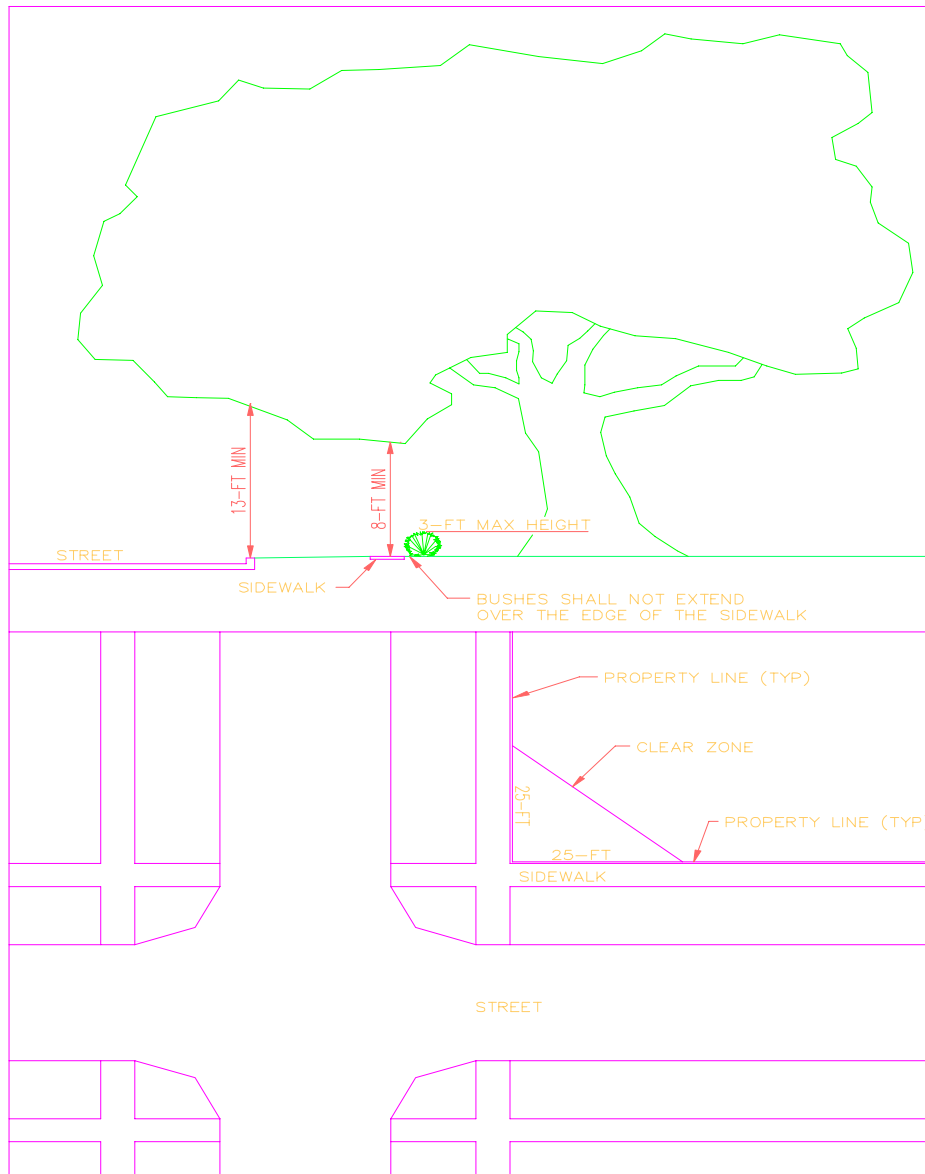 13-FT MIN
8-FT MIN
3-FT MAX HEIGHT
STREET
SIDEWALK
BUSHES SHALL NOT EXTEND
OVER THE EDGE OF THE SIDEWALK
PROPERTY LINE (TYP)
CLEAR ZONE
25-FT
PROPERTY LINE (TYP
25-FT
SIDEWALK
STREET